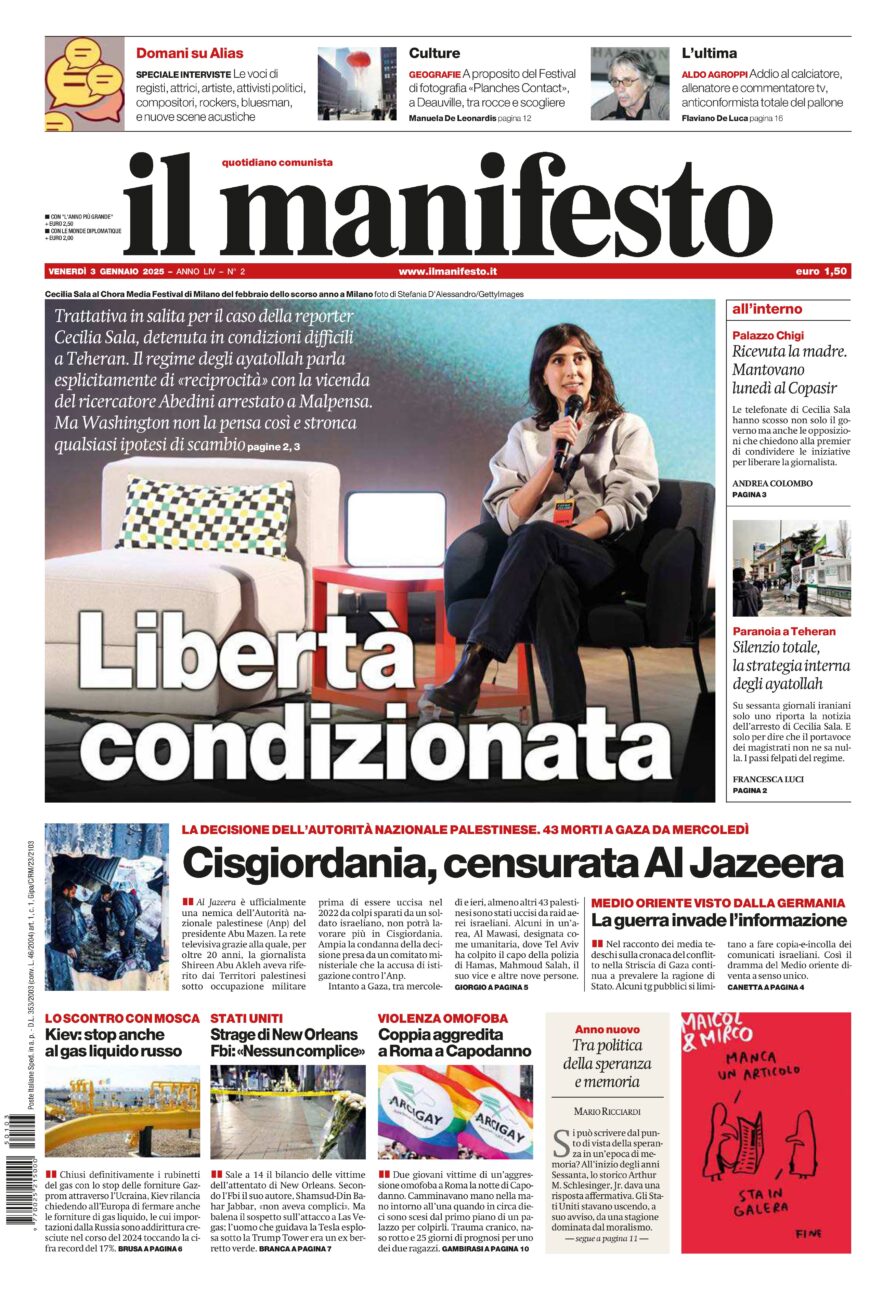 Domani su Alias
SPECIALE INTERVISTE Le voci di
registi, attrici, artiste, attivisti politici,
compositori, rockers, bluesman,
e nuove scene acustiche
Culture
GEOGRAFIE A proposito del Festival
di fotografia «Planches Contact»,
a Deauville, tra rocce e scogliere
Manuela De Leonardis pagina 12
L'ultima
ALDO AGROPPI Addio al calciatore,
allenatore e commentatore tv,
anticonformista totale del pallone
Flaviano De Luca pagina 16
quotidiano comunista
il manifesto
CON "L'ANNO PIÙ GRANDE"
+ EURO 2,50
CON LE MONDE DIPLOMATIQUE
+ EURO 2,00
VENERDÌ 3 GENNAIO 2025 – ANNO LIV – N° 2
www.ilmanifesto.it
euro 1,50
Cecilia Sala al Chora Media Festival di Milano del febbraio dello scorso anno a Milano foto di Stefania D'Alessandro/GettyImages
Trattativa in salita per il caso della reporter
Cecilia Sala, detenuta in condizioni difficili
a Teheran. Il regime degli ayatollah parla
esplicitamente di «reciprocità» con la vicenda
del ricercatore Abedini arrestato a Malpensa.
Ma Washington non la pensa così e stronca
qualsiasi ipotesi di scambio pagine 2, 3
Libertà
condizionata
all'interno
Palazzo Chigi
Ricevuta la madre.
Mantovano
lunedì al Copasir
Le telefonate di Cecilia Sala
hanno scosso non solo il go-
verno ma anche le opposizio-
ni che chiedono alla premier
di condividere le iniziative
per liberare la giornalista.
ANDREA COLOMBO
PAGINA 3
Paranoia a Teheran
Silenzio totale,
la strategia interna
degli ayatollah
Su sessanta giornali iraniani
solo uno riporta la notizia
dell'arresto di Cecilia Sala. E
solo per dire che il portavoce
dei magistrati non ne sa nul-
la. I passi felpati del regime.
FRANCESCA LUCI
PAGINA 2
LA DECISIONE DELL'AUTORITÀ NAZIONALE PALESTINESE. 43 MORTI A GAZA DA MERCOLEDÌ
Cisgiordania, censurata Al Jazeera
Al Jazeera è ufficialmente
una nemica dell'Autorità na-
zionale palestinese (Anp) del
presidente Abu Mazen. La rete
televisiva grazie alla quale, per
oltre 20 anni, la giornalista
Shireen Abu Akleh aveva rife-
rito dai Territori palestinesi
sotto occupazione militare
prima di essere uccisa nel
2022 da colpi sparati da un sol-
dato israeliano, non potrà la-
vorare più in Cisgiordania.
Ampia la condanna della deci-
sione presa da un comitato mi-
nisteriale che la accusa di isti-
gazione contro l'Anp.
Intanto a Gaza, tra mercole-
dì e ieri, almeno altri 43 palesti-
nesi sono stati uccisi da raid ae-
rei israeliani. Alcuni in un'a-
rea, Al Mawasi, designata co-
me umanitaria, dove Tel Aviv
ha colpito il capo della polizia
di Hamas, Mahmoud Salah, il
suo vice e altre nove persone.
GIORGIO A PAGINA 5
MEDIO ORIENTE VISTO DALLA GERMANIA
La guerra invade l'informazione
Nel racconto dei media te-
deschi sulla cronaca del conflit-
to nella Striscia di Gaza conti-
nua a prevalere la ragione di
Stato. Alcuni tg pubblici si limi-
tano a fare copia-e-incolla dei
comunicati israeliani. Così il
dramma del Medio oriente di-
venta a senso unico.
CANETTA A PAGINA 4
LO SCONTRO CON MOSCA
Kiev: stop anche
al gas liquido russo
Chiusi definitivamente i rubinetti
del gas con lo stop delle forniture Gaz-
prom attraverso l'Ucraina, Kiev rilancia
chiedendo all'Europa di fermare anche
le forniture di gas liquido, le cui impor-
tazioni dalla Russia sono addirittura cre-
sciute nel corso del 2024 toccando la ci-
fra record del 17%. BRUSA A PAGINA 6
STATI UNITI
Strage di New Orleans
Fbi: «Nessun complice»
Sale a 14 il bilancio delle vittime
dell'attentato di New Orleans. Secon-
do l'Fbi il suo autore, Shamsud-Din Ba-
har Jabbar, «non aveva complici». Ma
balena il sospetto sull'attacco a Las Ve-
gas; l'uomo che guidava la Tesla esplo-
sa sotto la Trump Tower era un ex ber-
retto verde. BRANCA A PAGINA 7
VIOLENZA OMOFOBA
Coppia aggredita
a Roma a Capodanno
ARCIGAY
ARCIGAY
Due giovani vittime di un'aggres-
sione omofoba a Roma la notte di Capo-
danno. Camminavano mano nella ma-
no intorno all'una quando in circa die-
ci sono scesi dal primo piano di un pa-
lazzo per colpirli. Trauma cranico, na-
so rotto e 25 giorni di prognosi per uno
dei due ragazzi. GAMBIRASI A PAGINA 10
Anno nuovo
Tra politica
della speranza
e memoria
MARIO RICCIARDI
Si può scrivere dal pun-
to di vista della speran-
za in un'epoca di me-
moria? All'inizio degli anni
sessanta, lo storico Arthur
M. Schlesinger, Jr. dava una
risposta affermativa. Gli Sta-
ti Uniti stavano uscendo, a
suo avviso, da una stagione
dominata dal moralismo.
— segue a pagina 11 —
MAICOL
& MIRCO
MANCA
UN ARTICOLO
STA IN
GALERA
FINE
Poste Italiane Sped. in a. p. - D.L. 353/2003 (conv. L. 46/2004) art. 1, c. 1, Gipa/C/RM/23/2103
50103
9 770025 215000